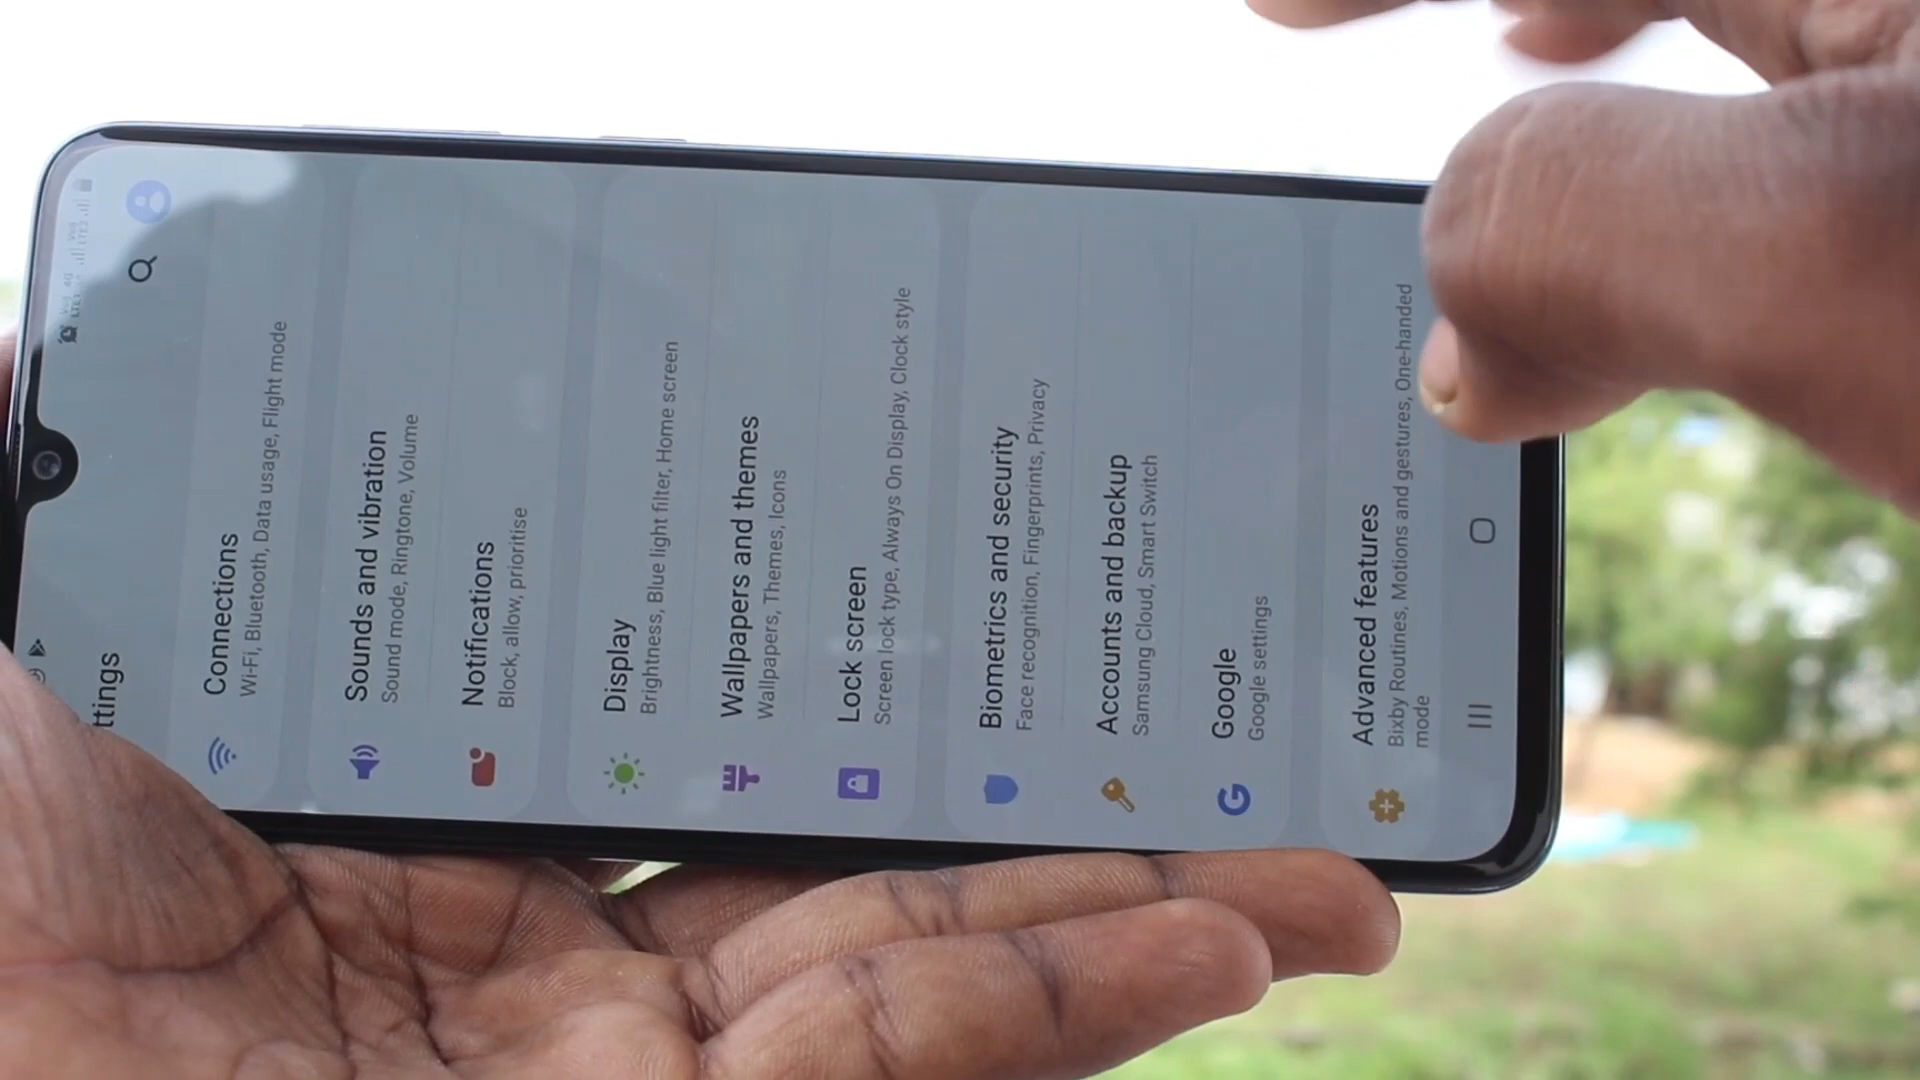 ttings
Connections
Wi-Fi, Bluetooth, Data usage, Flight mode
Sounds and vibration
Sound mode, Ringtone, Volume
Notifications
Block, allow, prioritise
Display
Brightness, Blue light filter, Home screen
Wallpapers and themes
Wallpapers, Themes, Icons
Lock screen
Screen lock type, Always On Display, Clock style
Biometrics and security
Face recognition, Fingerprints, Privacy
Accounts and backup
Samsung Cloud, Smart Switch
Google
Google settings
Advanced features
Bixby Routines, Motions and gestures, One-handed
mode